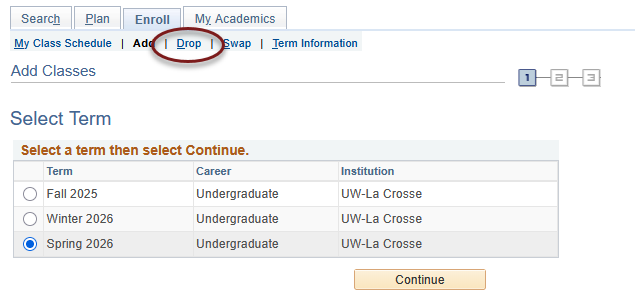 Search Plan Enroll My Academics
My Class Schedule | Add | Drop | Swap | Term Information
Add Classes
1 2 3
Select Term
Select a term then select Continue.
Term Career Institution
Fall 2025 Undergraduate UW-La Crosse
Winter 2026 Undergraduate UW-La Crosse
Spring 2026 Undergraduate UW-La Crosse
Continue